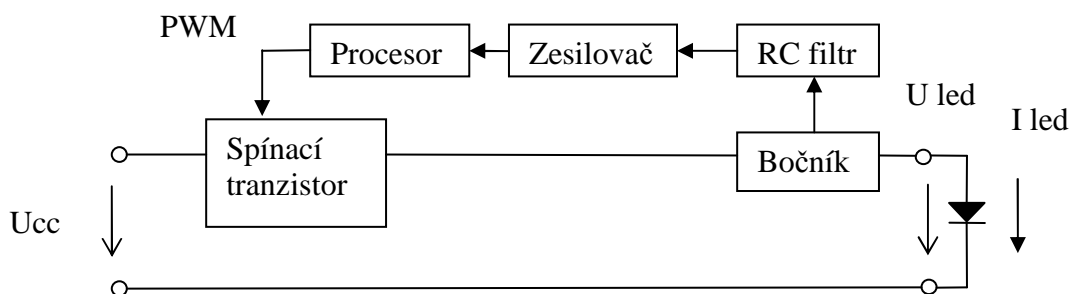 PWM
Procesor
Zesilovač
RC filtr
U led
I led
Spínací
tranzistor
Bočník
Ucc